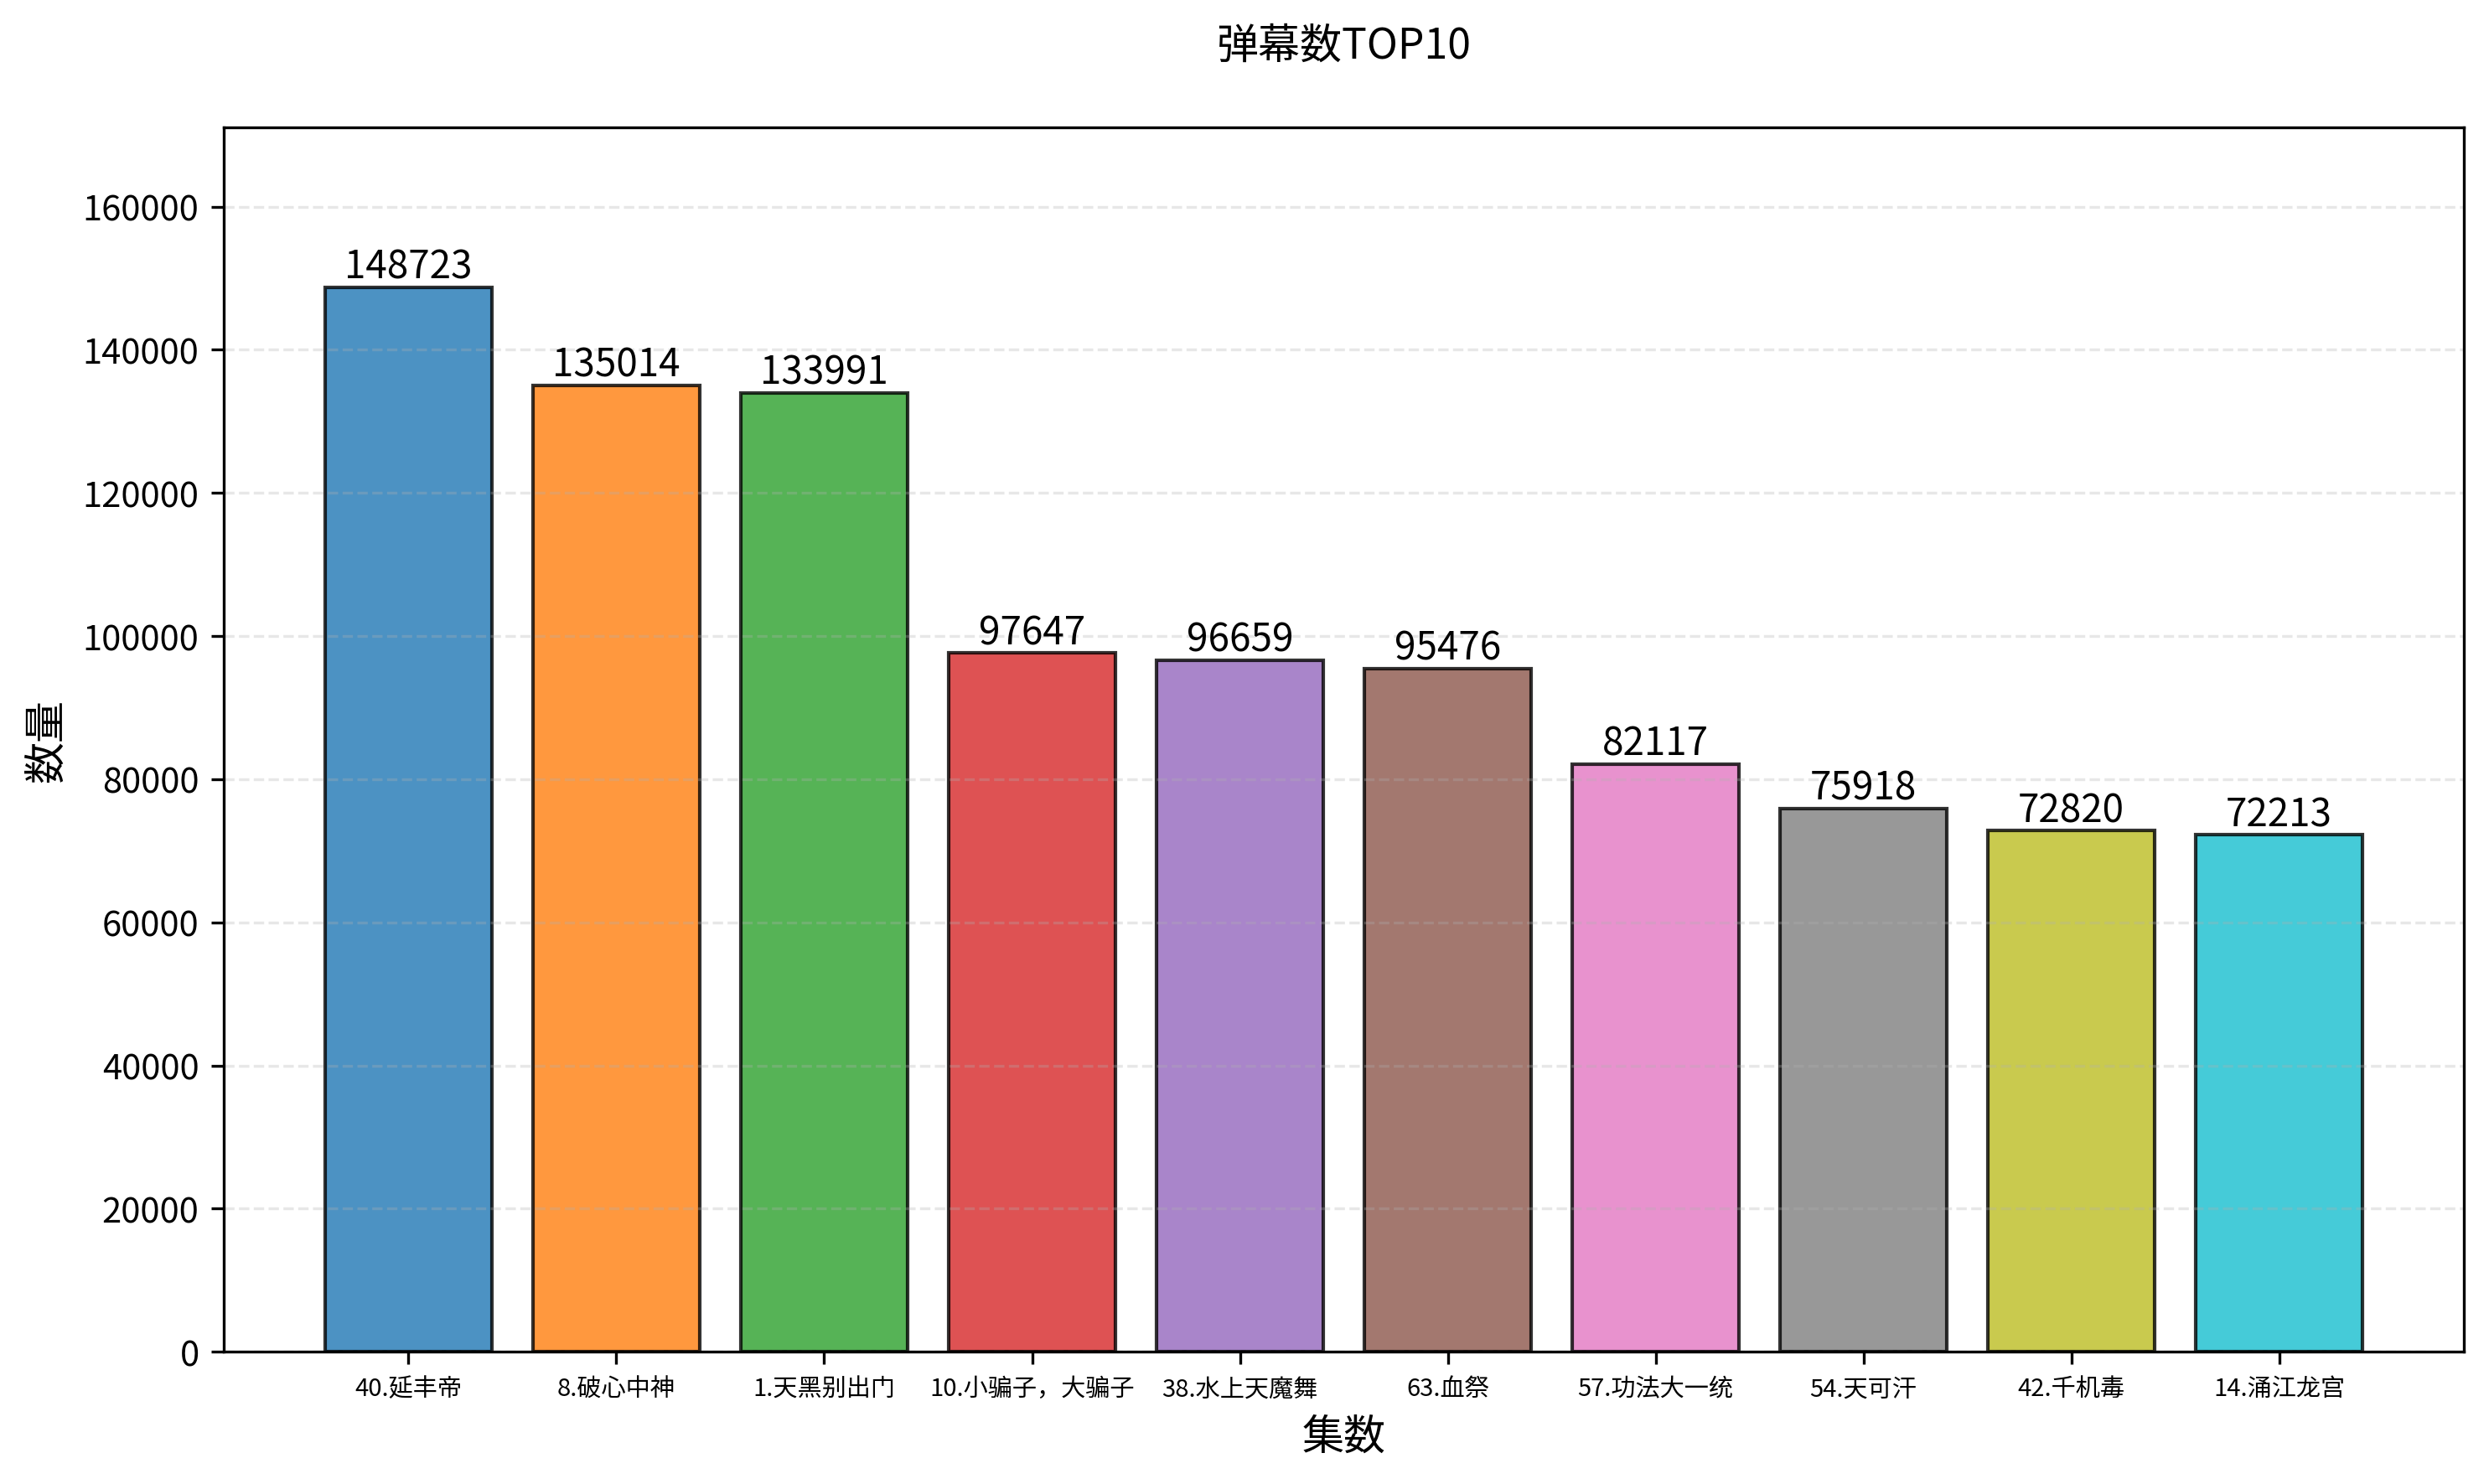 弹幕数TOP10
160000
140000
120000
100000
80000
60000
40000
20000
0
数量
148723
135014
133991
97647
96659
95476
82117
75918
72820
72213
40.延丰帝
8.破心中神
1.天黑别出门
10.小骗子，大骗子
38.水上天魔舞
63.血祭
57.功法大一统
54.天可汗
42.千机毒
14.涌江龙宫
集数